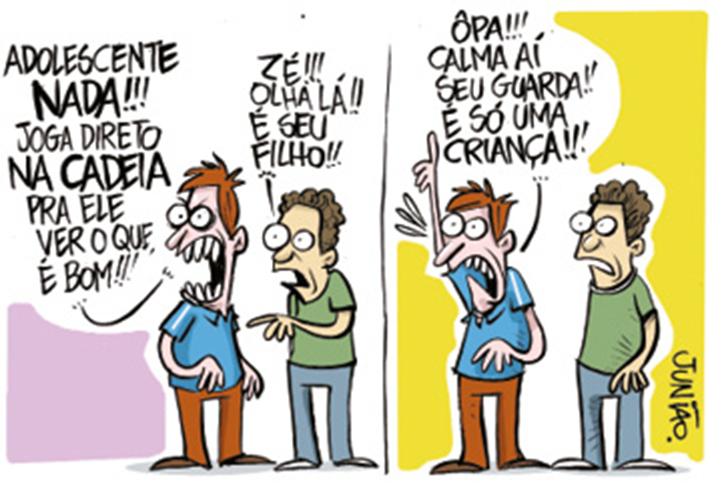 ADOLESCENTE
NADA!!!
JOGA DIRETO
NA CADEIA
PRA ELE
VER O QUE
É BOM!!!
ZÉ!!!
OLHA LÁ!!
É SEU
FILHO!!
ÔPA!!!
CALMA AÍ
SEU GUARDA!!
É SÓ UMA
CRIANÇA!!!
JUNIÃO.